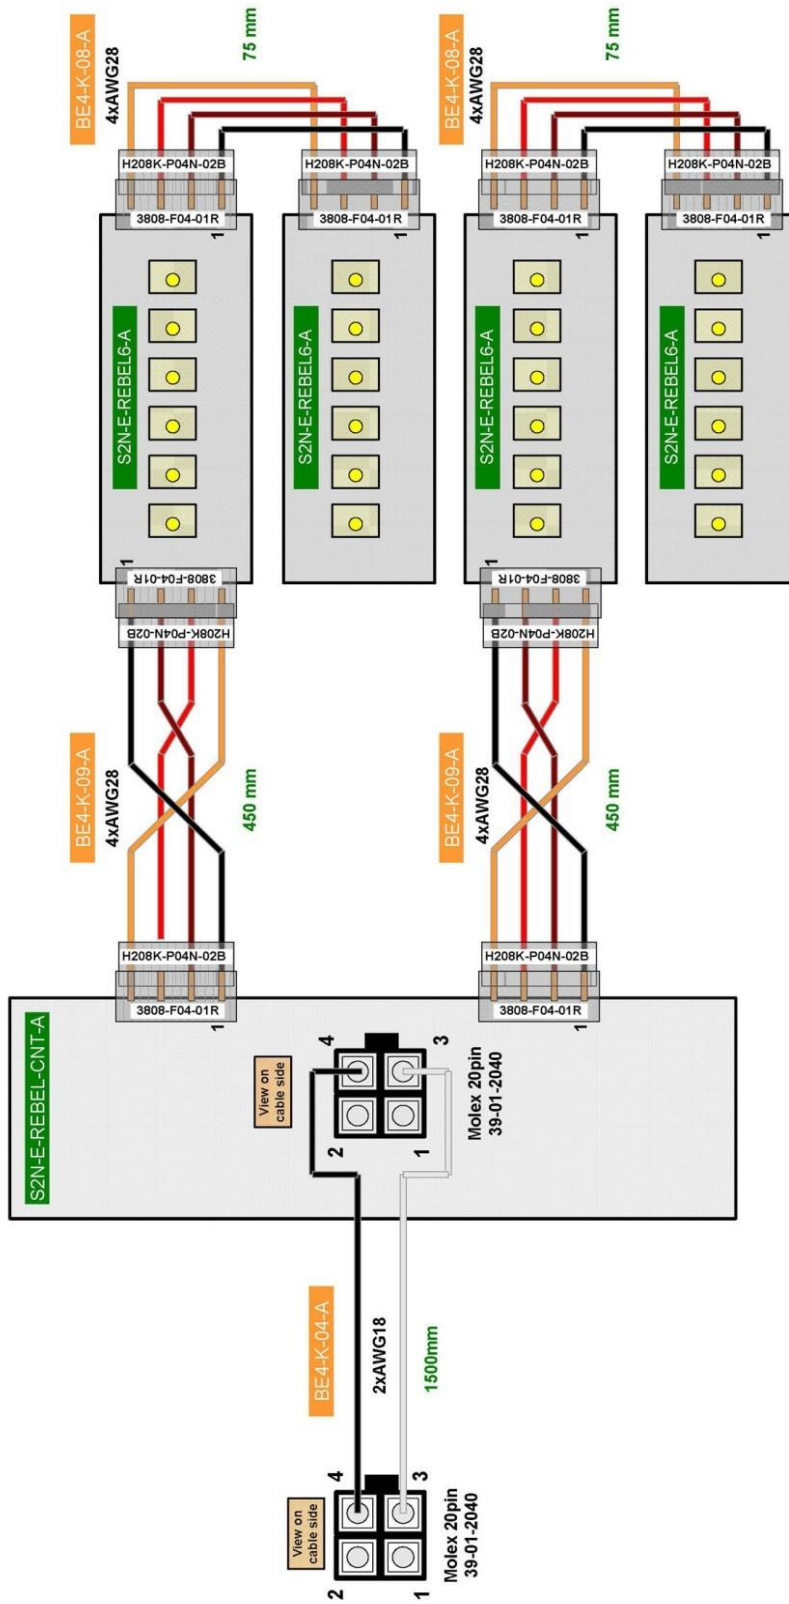 BE4-K-08-A
4xAWG28
75 mm
BE4-K-08-A
4xAWG28
75 mm
H208K-P04N-02B
H208K-P04N-02B
H208K-P04N-02B
H208K-P04N-02B
3808-F04-01R
3808-F04-01R
3808-F04-01R
3808-F04-01R
1
1
1
1
S2N-E-REBEL6-A
S2N-E-REBEL6-A
S2N-E-REBEL6-A
S2N-E-REBEL6-A
1
1
3808-F04-01R
3808-F04-01R
H208K-P04N-02B
H208K-P04N-02B
BE4-K-09-A
4xAWG28
450 mm
BE4-K-09-A
4xAWG28
450 mm
H208K-P04N-02B
H208K-P04N-02B
3808-F04-01R
3808-F04-01R
1
1
S2N-E-REBEL-CNT-A
View on
cable side
4
3
2
1
Molex 20pin
39-01-2040
BE4-K-04-A
2xAWG18
1500mm
View on
cable side
4
3
2
1
Molex 20pin
39-01-2040